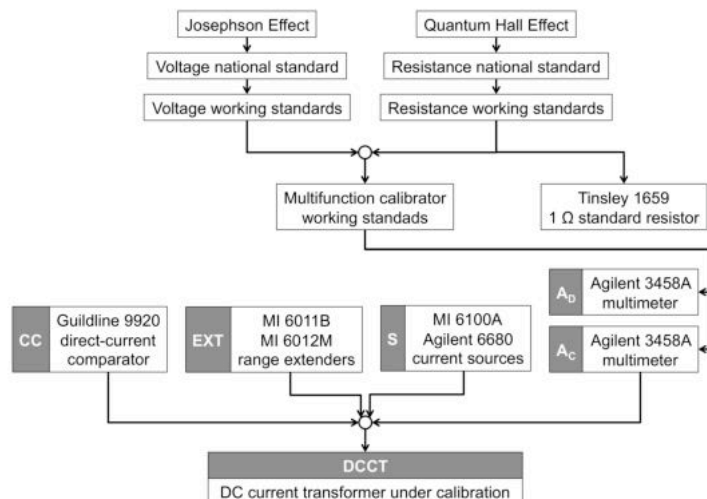 Josephson Effect
Quantum Hall Effect
Voltage national standard
Resistance national standard
Voltage working standards
Resistance working standards
Multifunction calibrator
working standads
Tinsley 1659
1 Ω standard resistor
CC
Guildline 9920
direct-current
comparator
EXT
MI 6011B
MI 6012M
range extenders
S
MI 6100A
Agilent 6680
current sources
AD
Agilent 3458A
multimeter
AC
Agilent 3458A
multimeter
DCCT
DC current transformer under calibration